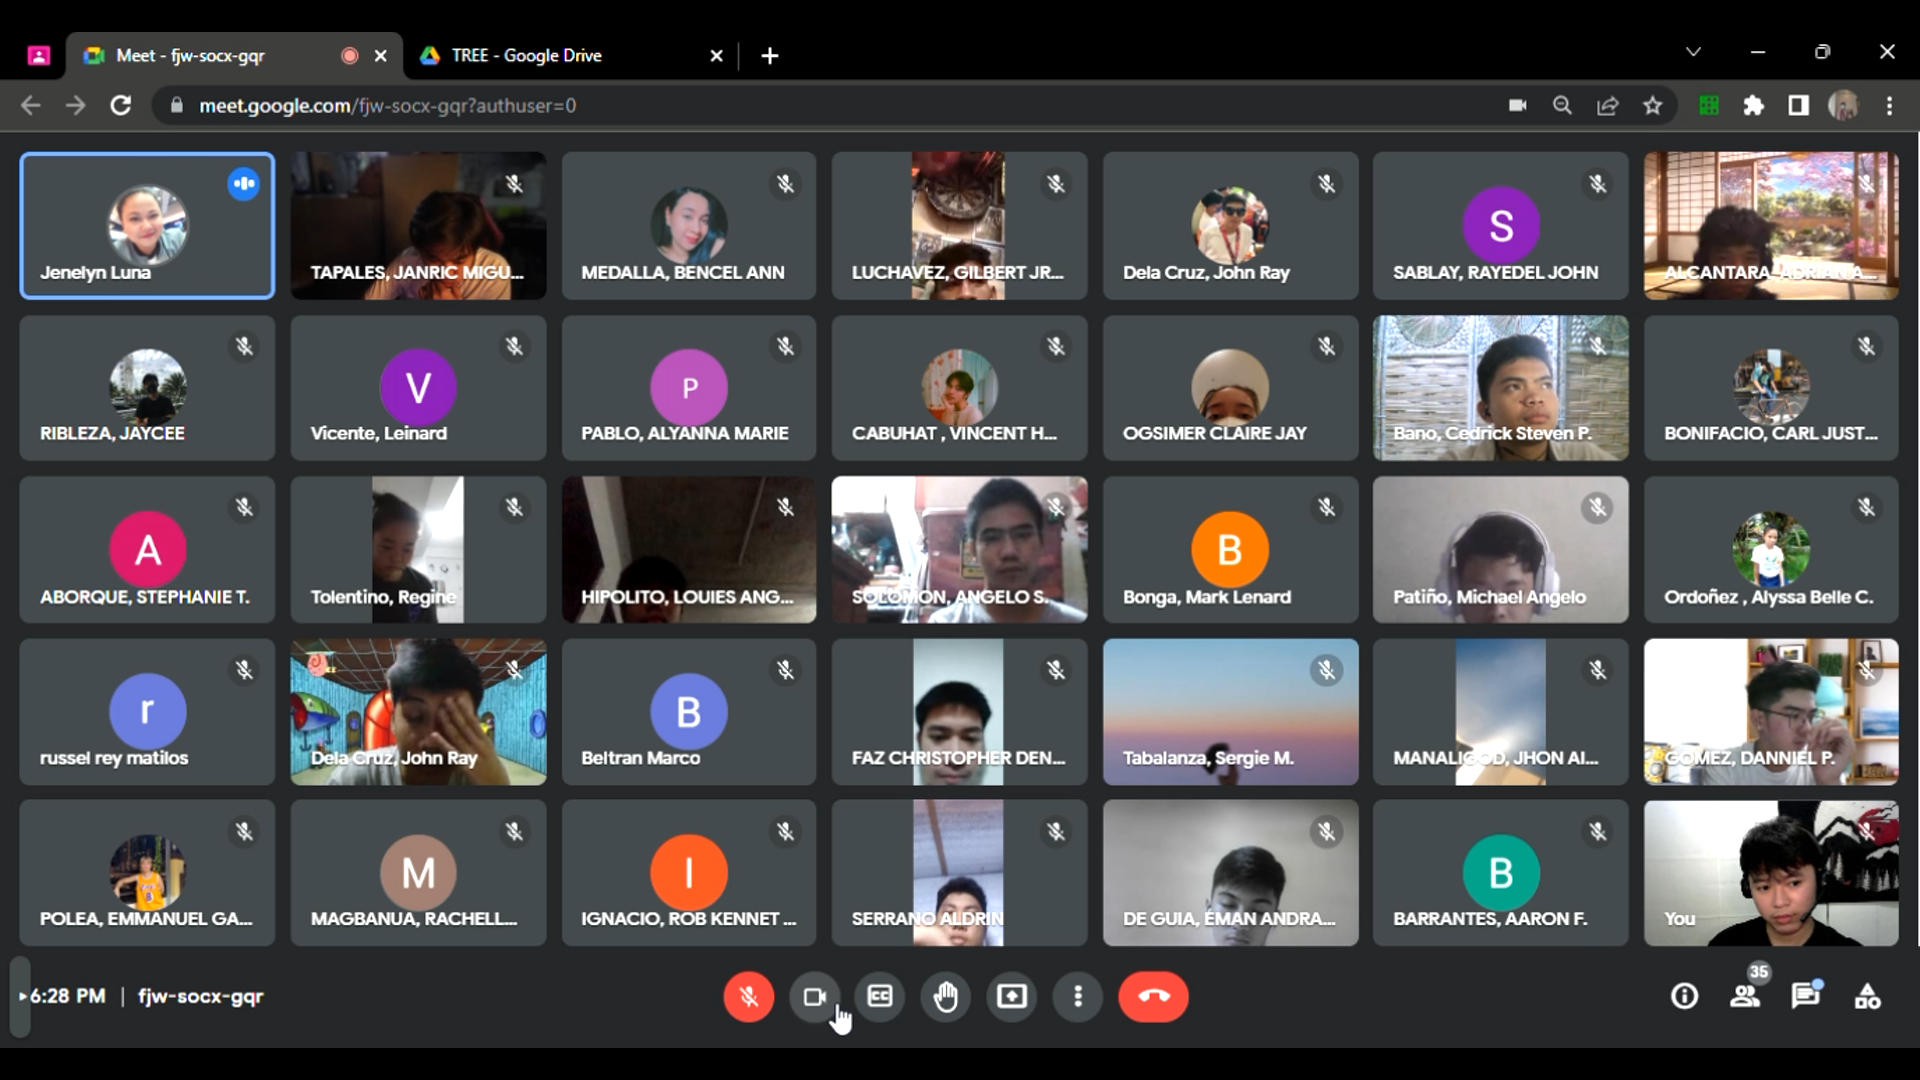 Meet - fjw-socx-gqr
TREE - Google Drive
meet.google.com/fjw-socx-gqr?authuser=0
Jenelyn Luna
TAPALES, JANRIC MIGU...
MEDALLA, BENCEL ANN
LUCHAVEZ, GILBERT JR...
Dela Cruz, John Ray
S
SABLAY, RAYEDEL JOHN
ALCANTARA, ADRIAN A...
RIBLEZA, JAYCEE
V
Vicente, Leinard
P
PABLO, ALYANNA MARIE
CABUHAT , VINCENT H...
OGSIMER CLAIRE JAY
Bano, Cedrick Steven P.
BONIFACIO, CARL JUST...
A
ABORQUE, STEPHANIE T.
Tolentino, Regine
HIPOLITO, LOUIES ANG...
SOLOMON, ANGELO S.
B
Bonga, Mark Lenard
Patiño, Michael Angelo
Ordoñez , Alyssa Belle C.
r
russel rey matilos
Dela Cruz, John Ray
B
Beltran Marco
FAZ CHRISTOPHER DEN...
Tabalanza, Sergie M.
MANALIGOD, JHON AI...
GOMEZ, DANNIEL P.
POLEA, EMMANUEL GA...
M
MAGBANUA, RACHELL...
I
IGNACIO, ROB KENNET ...
SERRANO ALDRIN
DE GUIA, EMAN ANDRA...
B
BARRANTES, AARON F.
You
6:28 PM | fjw-socx-gqr
CC
35